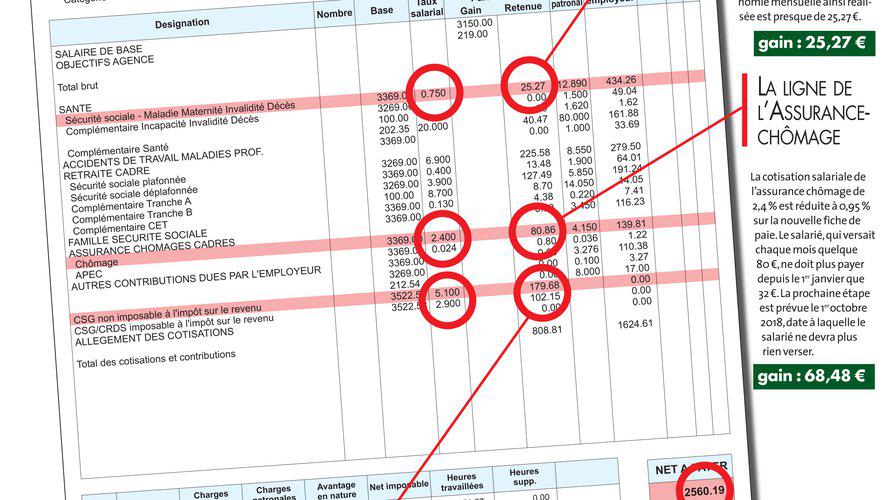 Catégorie
Designation Nombre Base Taux salarial Gain Retenue patronal employeur
3150.00
219.00
SALAIRE DE BASE
OBJECTIFS AGENCE
Total brut
SANTE
Sécurité sociale - Maladie Maternité Invalidité Décès 3369.00 0.750 25.27 12.890 434.26
Complémentaire Incapacité Invalidité Décès 3269.00 0.00 1.500 49.04
100.00 1.620 1.62
Complémentaire Santé 202.35 20.000 40.47 80.000 161.88
ACCIDENTS DE TRAVAIL MALADIES PROF. 3369.00 0.00 1.000 33.69
RETRAITE CADRE
Sécurité sociale plafonnée 3269.00 6.900 225.58 8.550 279.50
Sécurité sociale déplafonnée 3369.00 0.400 13.48 1.900 64.01
Complémentaire Tranche A 3269.00 3.900 127.49 5.850 191.24
Complémentaire Tranche B 100.00 8.700 8.70 14.050 14.05
Complémentaire CET 3369.00 0.130 4.38 0.220 7.41
FAMILLE SECURITE SOCIALE 3.450 116.23
ASSURANCE CHOMAGES CADRES
Chômage 3369.00 2.400 80.86 4.150 139.81
APEC 3369.00 0.024 0.80 0.036 1.22
AUTRES CONTRIBUTIONS DUES PAR L'EMPLOYEUR 0.00 3.276 110.38
3269.00 0.00 0.100 3.27
212.54 0.00 8.000 17.00
CSG non imposable à l'impôt sur le revenu 5.100 179.68 0.00
CSG/CRDS imposable à l'impôt sur le revenu 2.900 102.15 0.00
ALLEGEMENT DES COTISATIONS 0.00 0.00
Total des cotisations et contributions 808.81 1624.61
Charges Charges patronales Avantage en nature Net imposable Heures travaillées Heures supp.
0.00
NET A PAYER
2560.19
nomie mensuelle ainsi réali-
sée est presque de 25,27 €.
gain : 25,27 €
LA LIGNE DE
L'ASSURANCE-
CHÔMAGE
La cotisation salariale de
l'assurance chômage de
2,4 % est réduite à 0,95 %
sur la nouvelle fiche de
paie. Le salarié, qui versait
chaque mois quelque
80 €, ne doit plus payer
depuis le 1er janvier que
32 €. La prochaine étape
est prévue le 1er octobre
2018, date à laquelle le
salarié ne devra plus
rien verser.
gain : 68,48 €